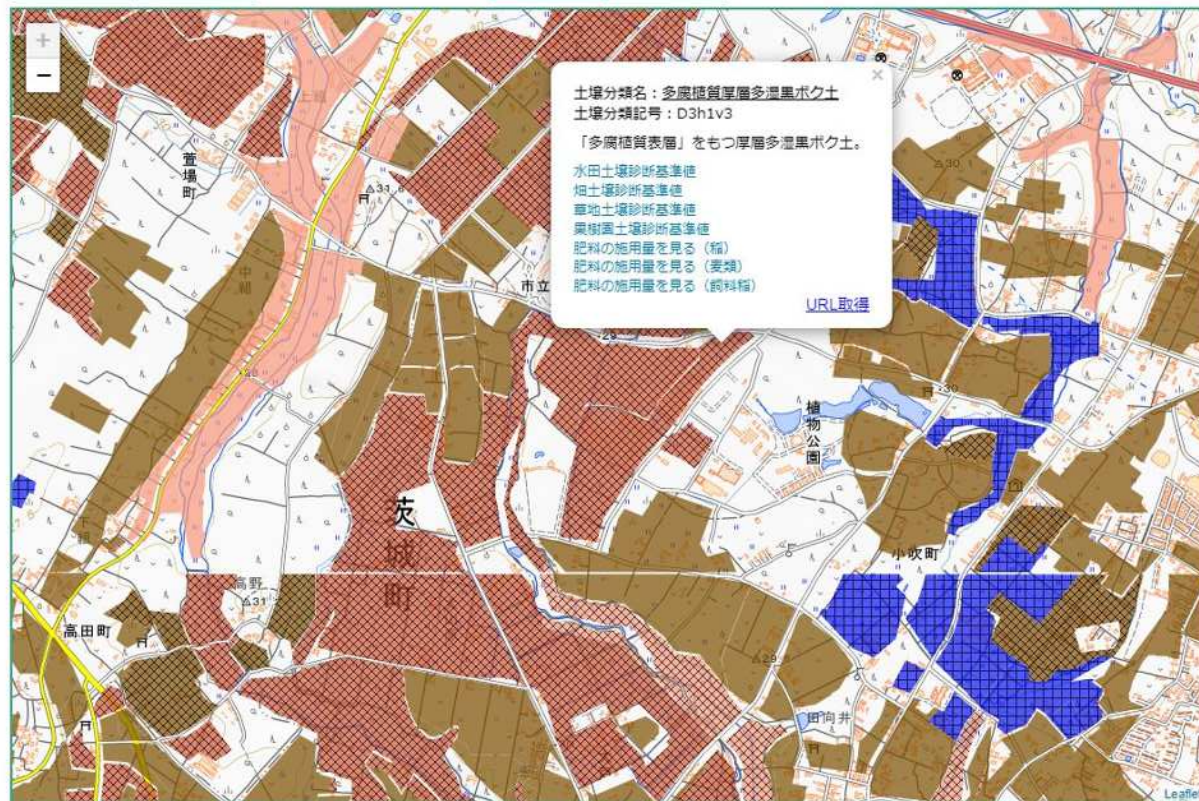 +
−
×
土壌分類名：多腐植質厚層多湿黒ボク土
土壌分類記号：D3h1v3
「多腐植質表層」をもつ厚層多湿黒ボク土。
水田土壌診断基準値
畑土壌診断基準値
草地土壌診断基準値
果樹園土壌診断基準値
肥料の施用量を見る（稲）
肥料の施用量を見る（麦類）
肥料の施用量を見る（飼料稲）
URL取得
萱場町
市立
29
植物公園
茨城町
小吹町
高野
高田町
田向井